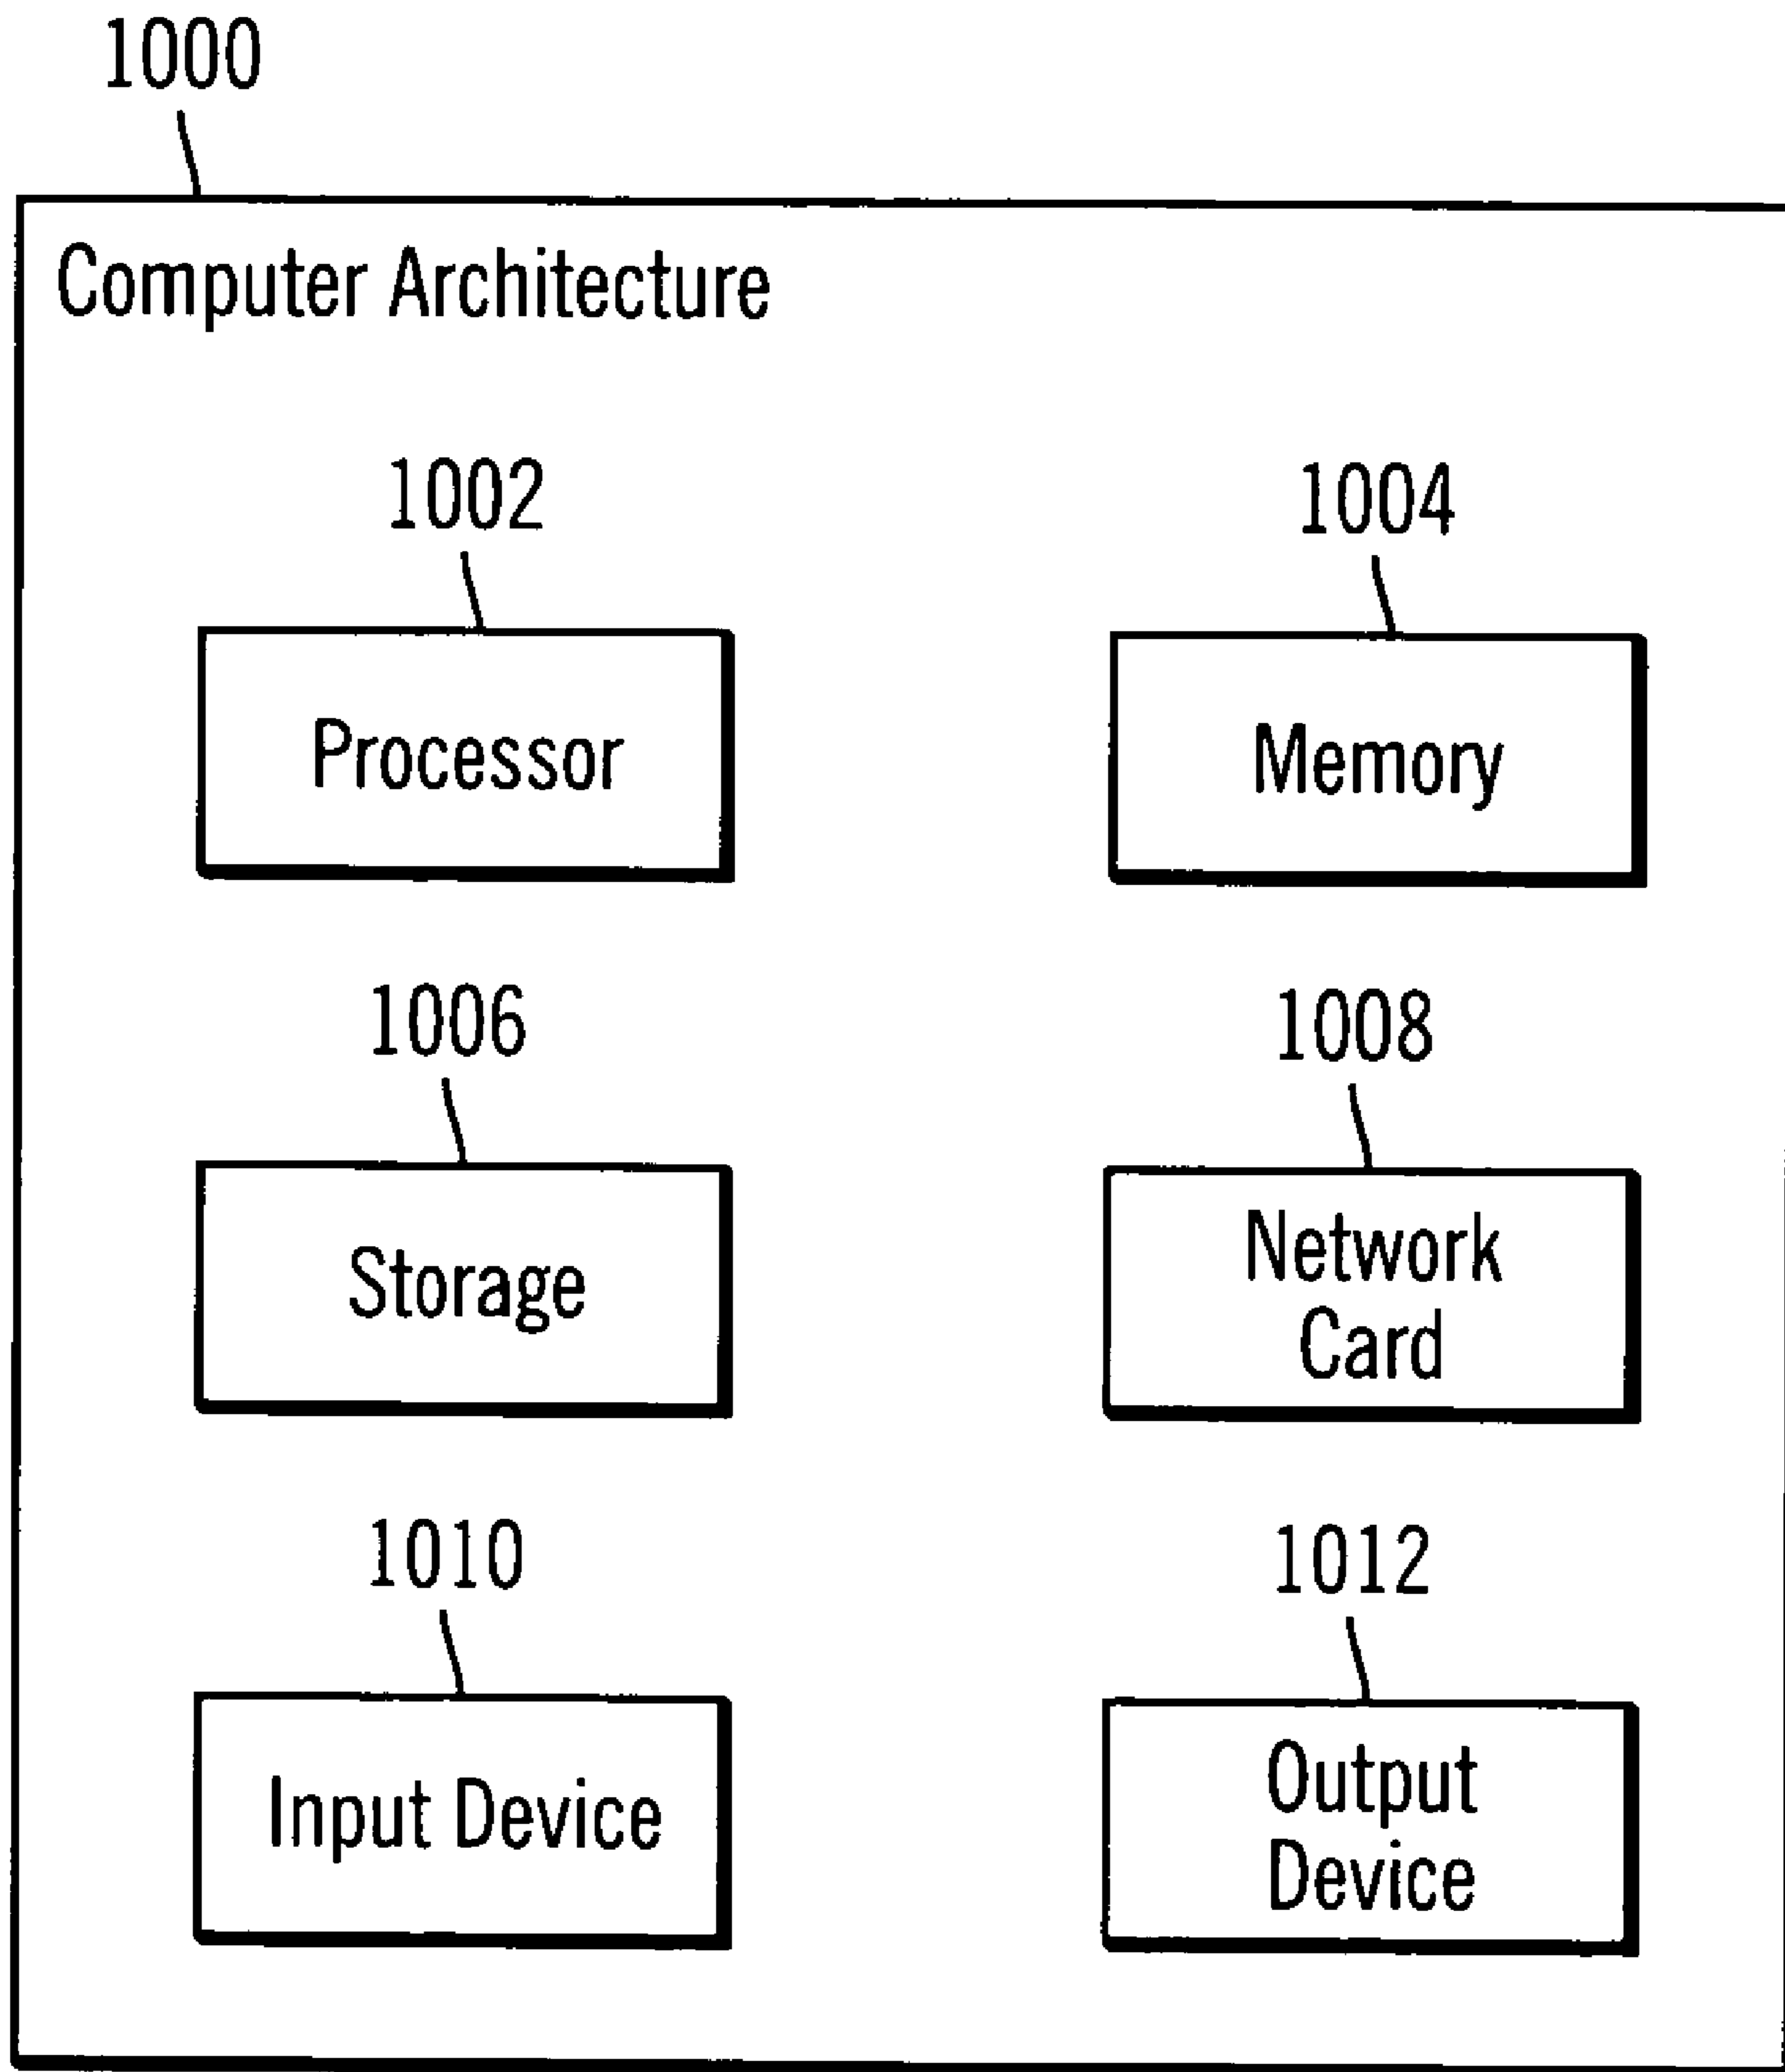 1000
Computer Architecture
1002
1004
Processor
Memory
1006
1008
Storage
Network
Card
1010
1012
Input Device
Output
Device